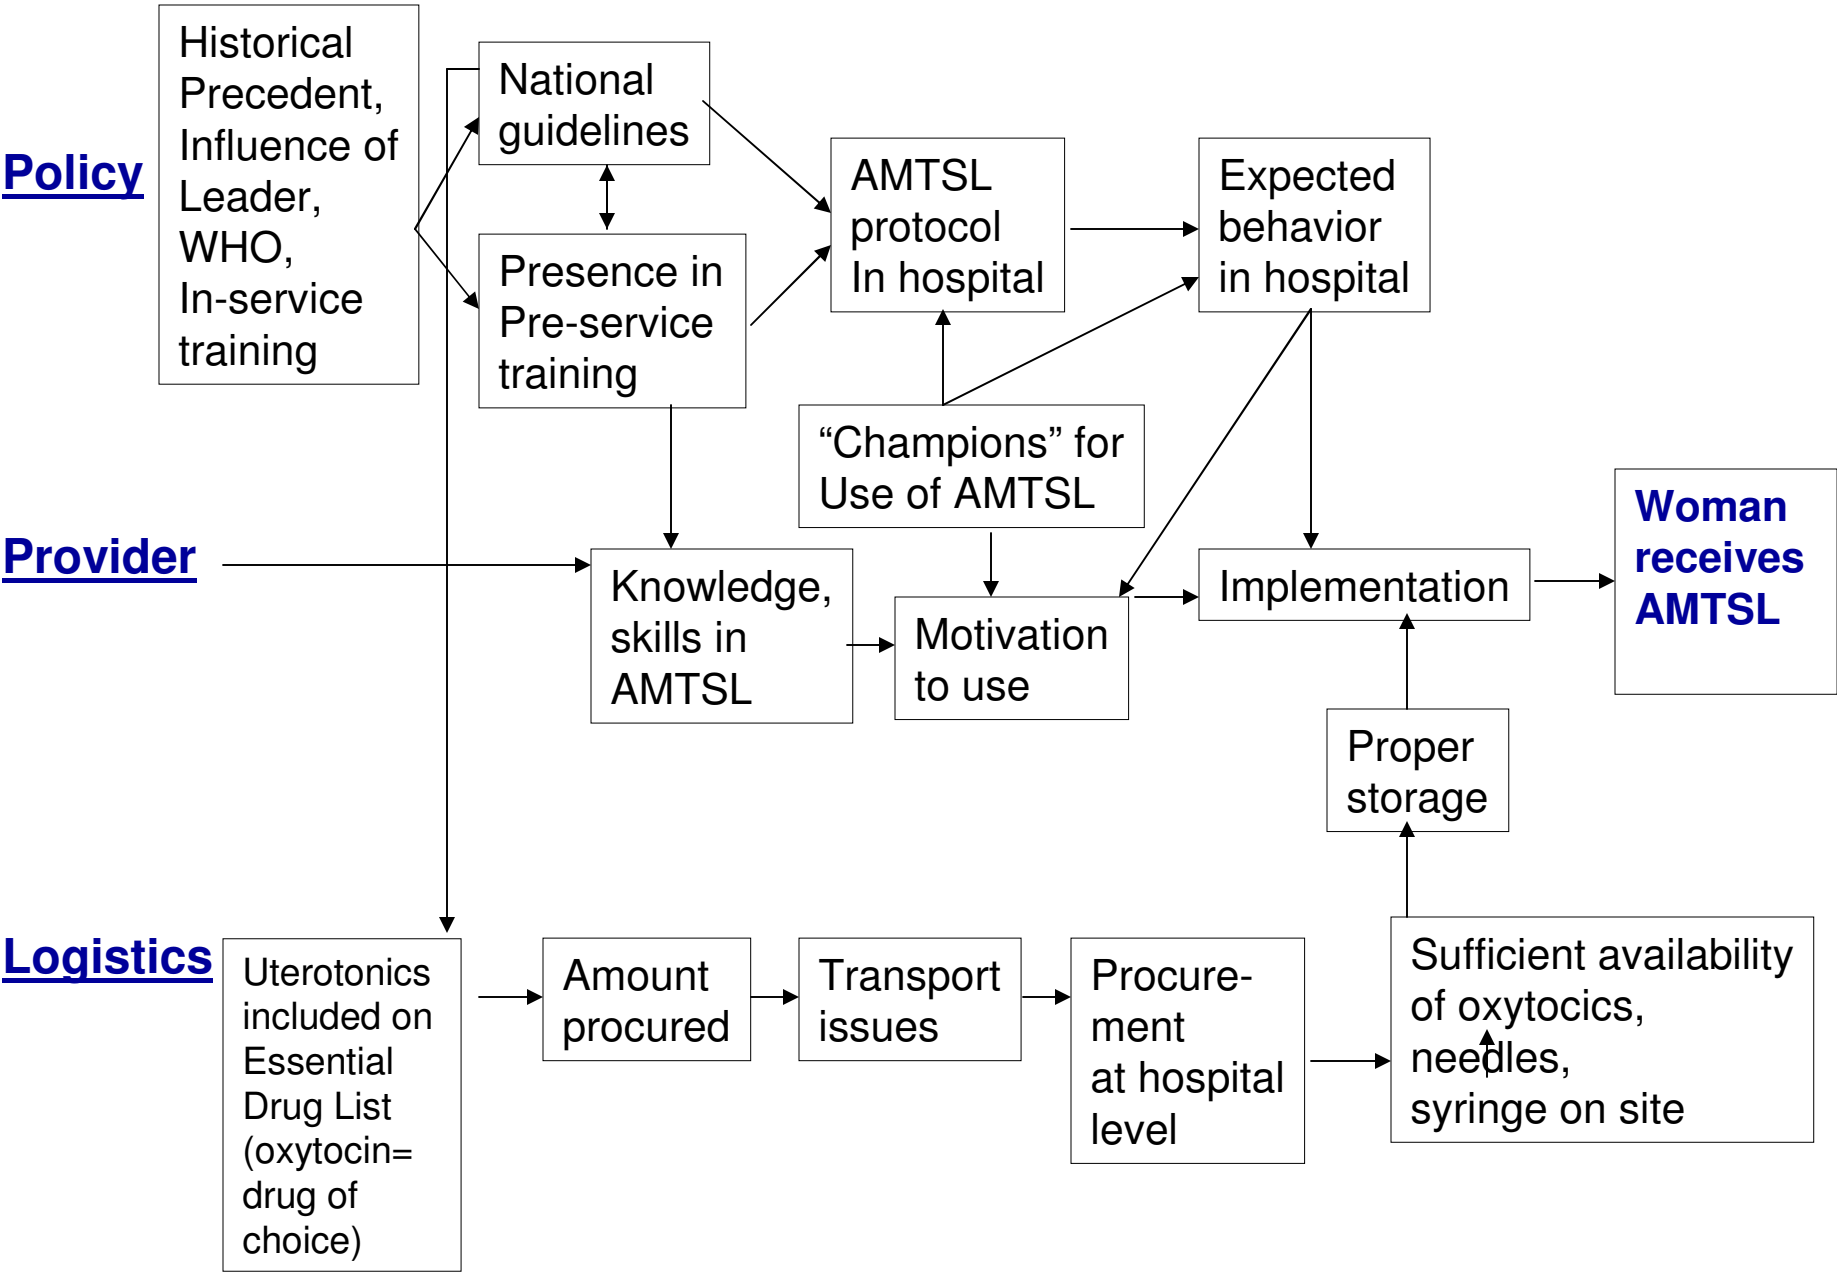 Policy
Historical
Precedent,
Influence of
Leader,
WHO,
In-service
training
National
guidelines
Presence in
Pre-service
training
AMTSL
protocol
In hospital
Expected
behavior
in hospital
“Champions” for
Use of AMTSL
Provider
Knowledge,
skills in
AMTSL
Motivation
to use
Implementation
Woman
receives
AMTSL
Proper
storage
Logistics
Uterotonics
included on
Essential
Drug List
(oxytocin=
drug of
choice)
Amount
procured
Transport
issues
Procure-
ment
at hospital
level
Sufficient availability
of oxytocics,
needles,
syringe on site